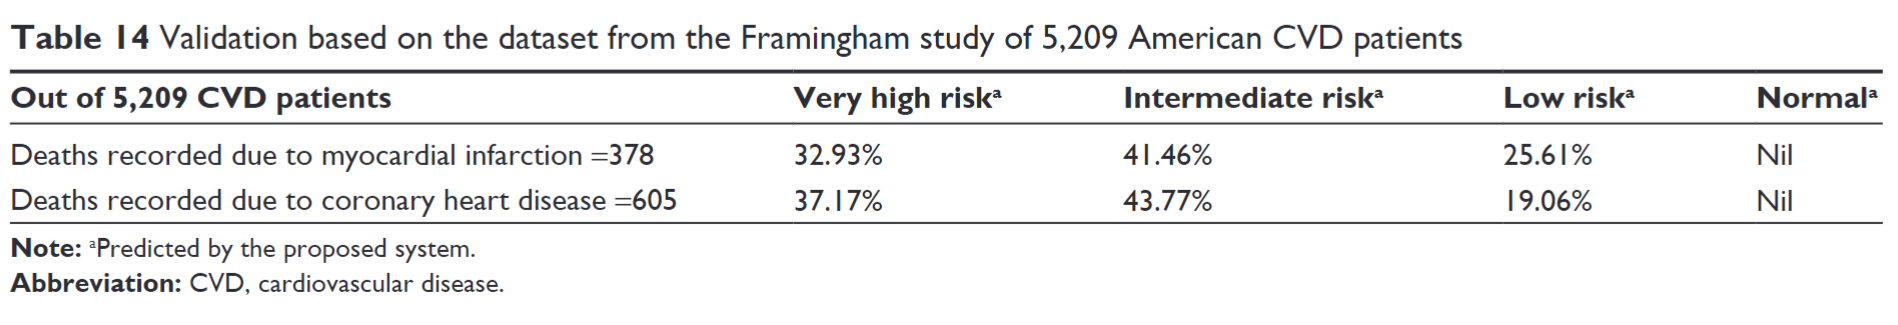 Table 14 Validation based on the dataset from the Framingham study of 5,209 American CVD patients
Out of 5,209 CVD patients Very high riskᵃ Intermediate riskᵃ Low riskᵃ Normalᵃ
Deaths recorded due to myocardial infarction =378 32.93% 41.46% 25.61% Nil
Deaths recorded due to coronary heart disease =605 37.17% 43.77% 19.06% Nil
Note: ᵃPredicted by the proposed system.
Abbreviation: CVD, cardiovascular disease.